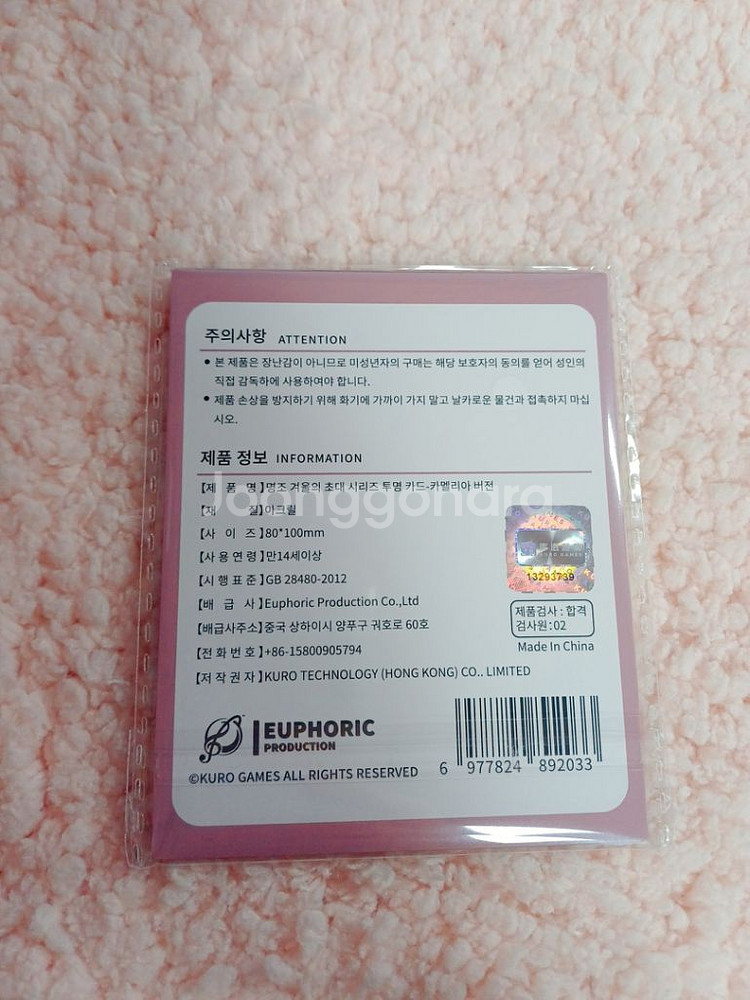 주의사항 ATTENTION
● 본 제품은 장난감이 아니므로 미성년자의 구매는 해당 보호자의 동의를 얻어 성인의
직접 감독하에 사용하여야 합니다.
● 제품 손상을 방지하기 위해 화기에 가까이 가지 말고 날카로운 물건과 접촉하지 마십
시오.
제품 정보 INFORMATION
【제 품 명】명조 겨울의 초대 시리즈 투명 카드-카멜리아 버전
Joonggonara
【재 질】아크릴
【사 이 즈】80*100mm
【사용연령】만14세이상
【시행표준】GB 28480-2012
【배 급 사】Euphoric Production Co.,Ltd
【배급사주소】중국 상하이시 양푸구 궈호로 60호
【전화번호】+86-15800905794
【저작권자】KURO TECHNOLOGY (HONG KONG) CO.. LIMITED
KURO GAMES
13293739
제품검사 : 합격
검사원:02
Made In China
EUPHORIC
PRODUCTION
©KURO GAMES ALL RIGHTS RESERVED
6 977824 892033